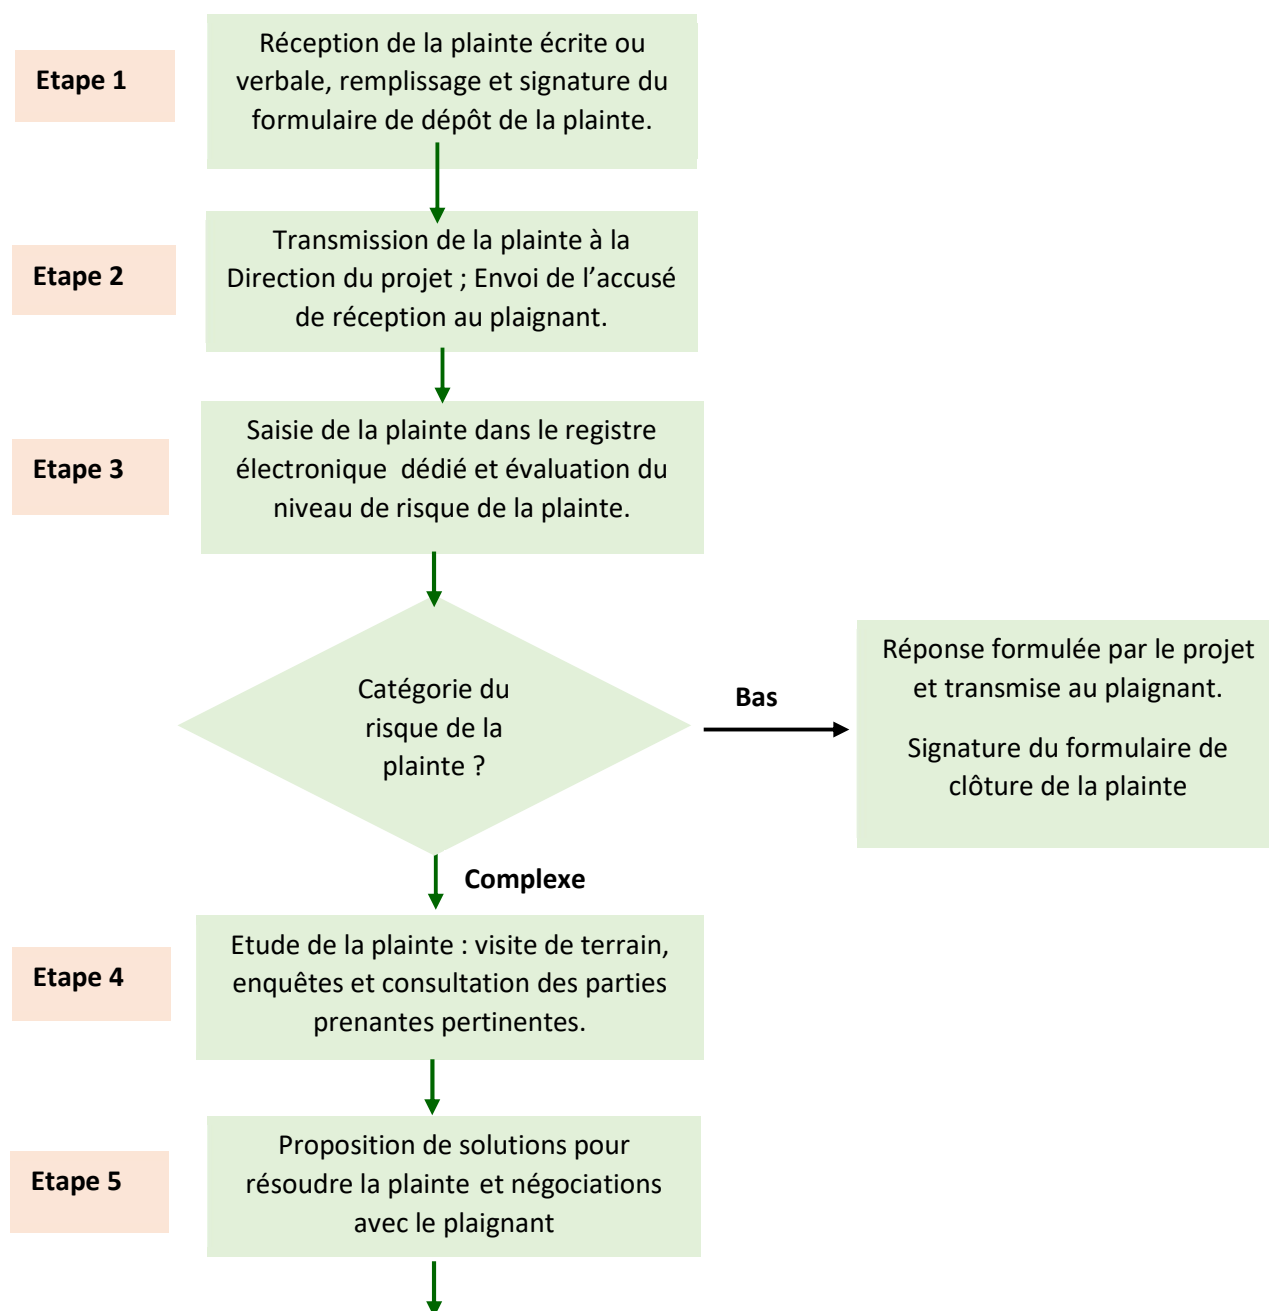 Etape 1
Réception de la plainte écrite ou
verbale, remplissage et signature du
formulaire de dépôt de la plainte.
Etape 2
Transmission de la plainte à la
Direction du projet ; Envoi de l’accusé
de réception au plaignant.
Etape 3
Saisie de la plainte dans le registre
électronique dédié et évaluation du
niveau de risque de la plainte.
Catégorie du
risque de la
plainte ?
Bas
Réponse formulée par le projet
et transmise au plaignant.
Signature du formulaire de
clôture de la plainte
Complexe
Etape 4
Etude de la plainte : visite de terrain,
enquêtes et consultation des parties
prenantes pertinentes.
Etape 5
Proposition de solutions pour
résoudre la plainte et négociations
avec le plaignant